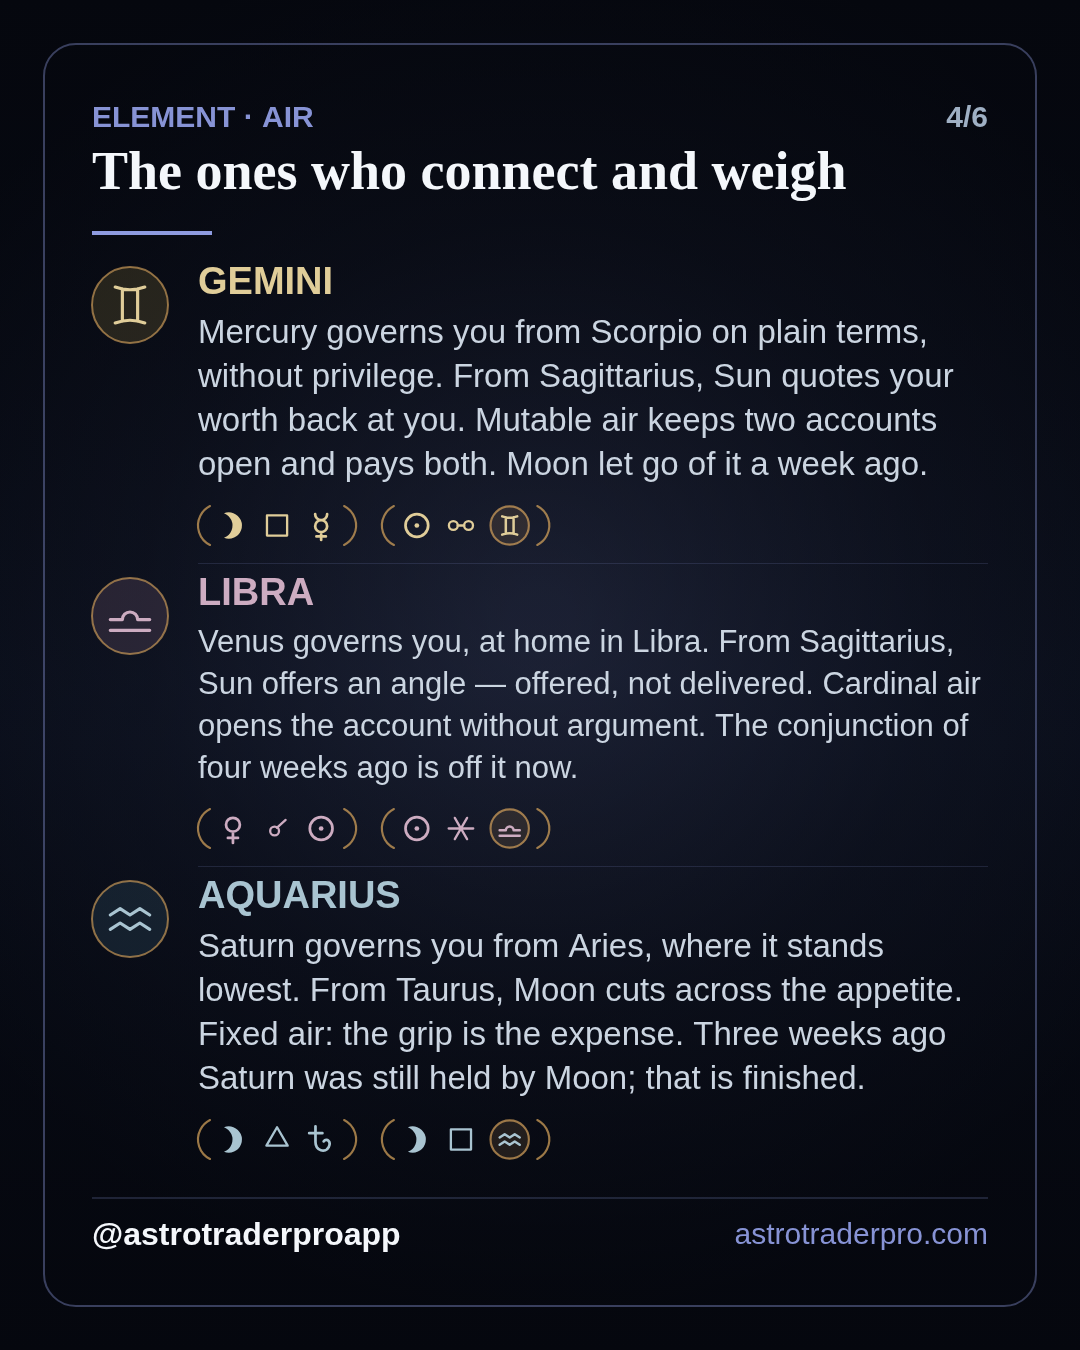 ELEMENT · AIR
4/6
The ones who connect and weigh
GEMINI
Mercury governs you from Scorpio on plain terms,
without privilege. From Sagittarius, Sun quotes your
worth back at you. Mutable air keeps two accounts
open and pays both. Moon let go of it a week ago.
LIBRA
Venus governs you, at home in Libra. From Sagittarius,
Sun offers an angle — offered, not delivered. Cardinal air
opens the account without argument. The conjunction of
four weeks ago is off it now.
AQUARIUS
Saturn governs you from Aries, where it stands
lowest. From Taurus, Moon cuts across the appetite.
Fixed air: the grip is the expense. Three weeks ago
Saturn was still held by Moon; that is finished.
@astrotraderproapp
astrotraderpro.com